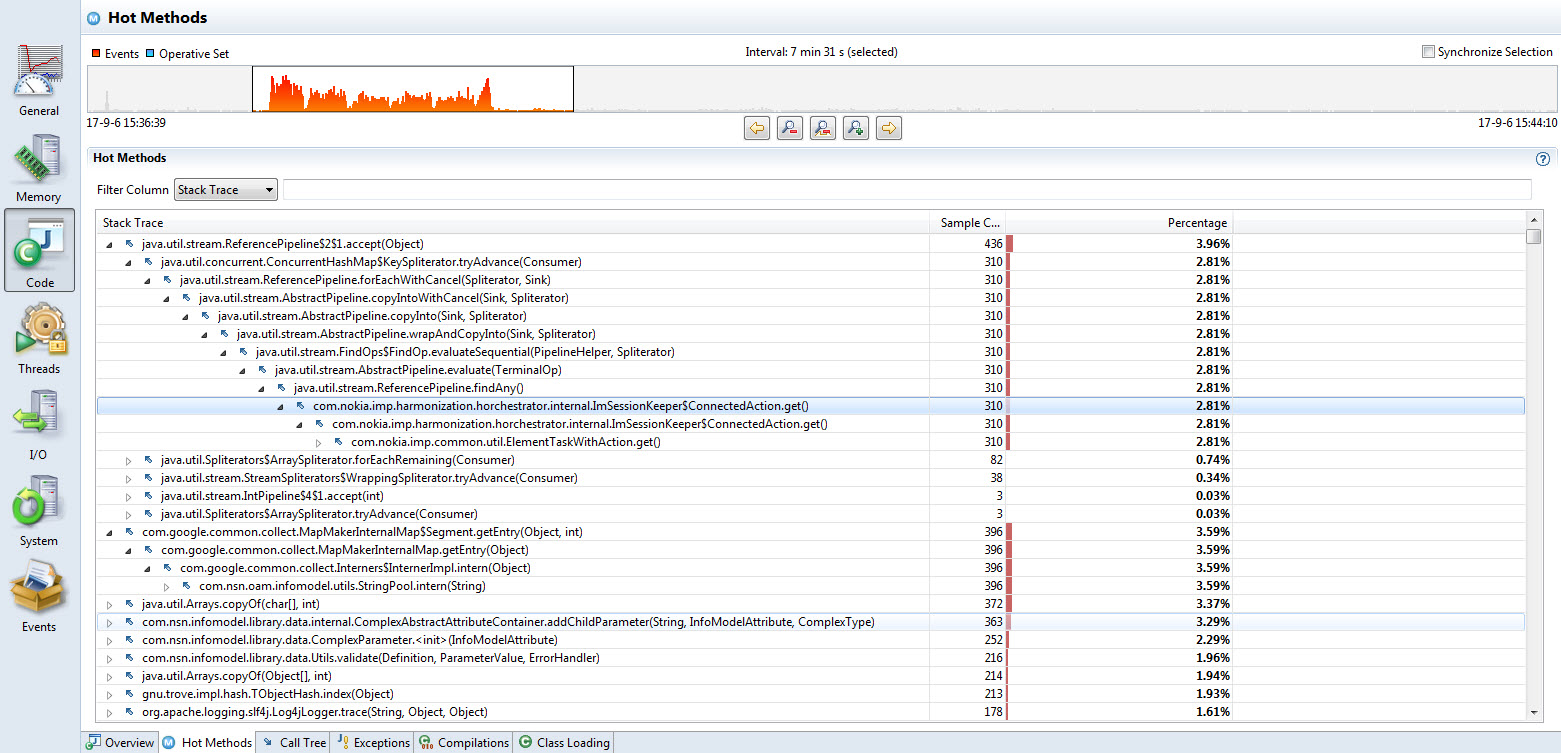 Hot Methods
Events Operative Set Interval: 7 min 31 s (selected) Synchronize Selection
17-9-6 15:36:39 17-9-6 15:44:10
General
Memory
Code
Threads
I/O
System
Events
Hot Methods
Filter Column Stack Trace
Stack Trace Sample C... Percentage
java.util.stream.ReferencePipeline$2$1.accept(Object) 436 3.96%
java.util.concurrent.ConcurrentHashMap$KeySpliterator.tryAdvance(Consumer) 310 2.81%
java.util.stream.ReferencePipeline.forEachWithCancel(Spliterator, Sink) 310 2.81%
java.util.stream.AbstractPipeline.copyIntoWithCancel(Sink, Spliterator) 310 2.81%
java.util.stream.AbstractPipeline.copyInto(Sink, Spliterator) 310 2.81%
java.util.stream.AbstractPipeline.wrapAndCopyInto(Sink, Spliterator) 310 2.81%
java.util.stream.FindOps$FindOp.evaluateSequential(PipelineHelper, Spliterator) 310 2.81%
java.util.stream.AbstractPipeline.evaluate(TerminalOp) 310 2.81%
java.util.stream.ReferencePipeline.findAny() 310 2.81%
com.nokia.imp.harmonization.horchestrator.internal.ImSessionKeeper$ConnectedAction.get() 310 2.81%
com.nokia.imp.harmonization.horchestrator.internal.ImSessionKeeper$ConnectedAction.get() 310 2.81%
com.nokia.imp.common.util.ElementTaskWithAction.get() 310 2.81%
java.util.Spliterators$ArraySpliterator.forEachRemaining(Consumer) 82 0.74%
java.util.stream.StreamSpliterators$WrappingSpliterator.tryAdvance(Consumer) 38 0.34%
java.util.stream.IntPipeline$4$1.accept(int) 3 0.03%
java.util.Spliterators$ArraySpliterator.tryAdvance(Consumer) 3 0.03%
com.google.common.collect.MapMakerInternalMap$Segment.getEntry(Object, int) 396 3.59%
com.google.common.collect.MapMakerInternalMap.getEntry(Object) 396 3.59%
com.google.common.collect.Interners$InternerImpl.intern(Object) 396 3.59%
com.nsn.oam.infomodel.utils.StringPool.intern(String) 396 3.59%
java.util.Arrays.copyOf(char[], int) 372 3.37%
com.nsn.infomodel.library.data.internal.ComplexAbstractAttributeContainer.addChildParameter(String, InfoModelAttribute, ComplexType) 363 3.29%
com.nsn.infomodel.library.data.ComplexParameter.<init>(InfoModelAttribute) 252 2.29%
com.nsn.infomodel.library.data.Utils.validate(Definition, ParameterValue, ErrorHandler) 216 1.96%
java.util.Arrays.copyOf(Object[], int) 214 1.94%
gnu.trove.impl.hash.TObjectHash.index(Object) 213 1.93%
org.apache.logging.slf4j.Log4jLogger.trace(String, Object, Object) 178 1.61%
Overview Hot Methods Call Tree Exceptions Compilations Class Loading